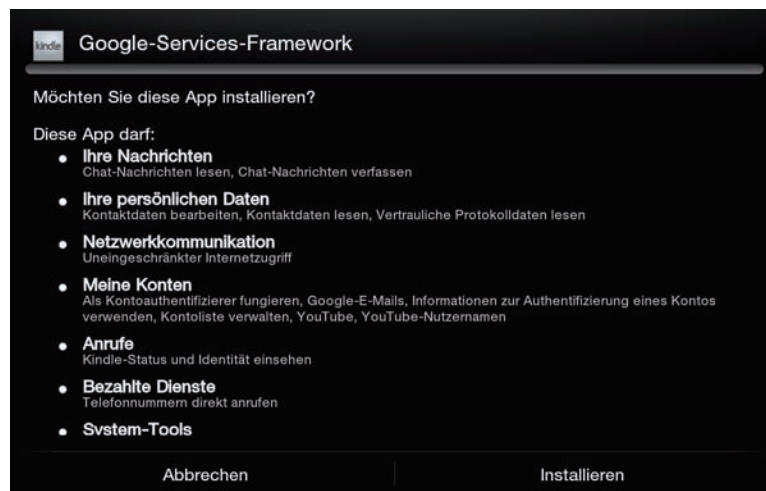 kindle
Google-Services-Framework
Möchten Sie diese App installieren?
Diese App darf:
Ihre Nachrichten
Chat-Nachrichten lesen, Chat-Nachrichten verfassen
Ihre persönlichen Daten
Kontaktdaten bearbeiten, Kontaktdaten lesen, Vertrauliche Protokolldaten lesen
Netzwerkkommunikation
Uneingeschränkter Internetzugriff
Meine Konten
Als Kontoauthentifizierer fungieren, Google-E-Mails, Informationen zur Authentifizierung eines Kontos
verwenden, Kontoliste verwalten, YouTube, YouTube-Nutzernamen
Anrufe
Kindle-Status und Identität einsehen
Bezahlte Dienste
Telefonnummern direkt anrufen
System-Tools
Abbrechen Installieren